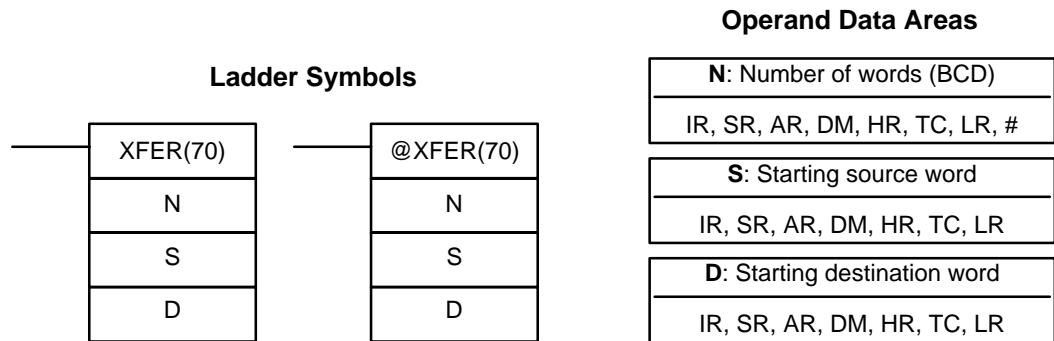 Ladder Symbols
XFER(70)
N
S
D
@XFER(70)
N
S
D
Operand Data Areas
N: Number of words (BCD)
IR, SR, AR, DM, HR, TC, LR, #
S: Starting source word
IR, SR, AR, DM, HR, TC, LR
D: Starting destination word
IR, SR, AR, DM, HR, TC, LR